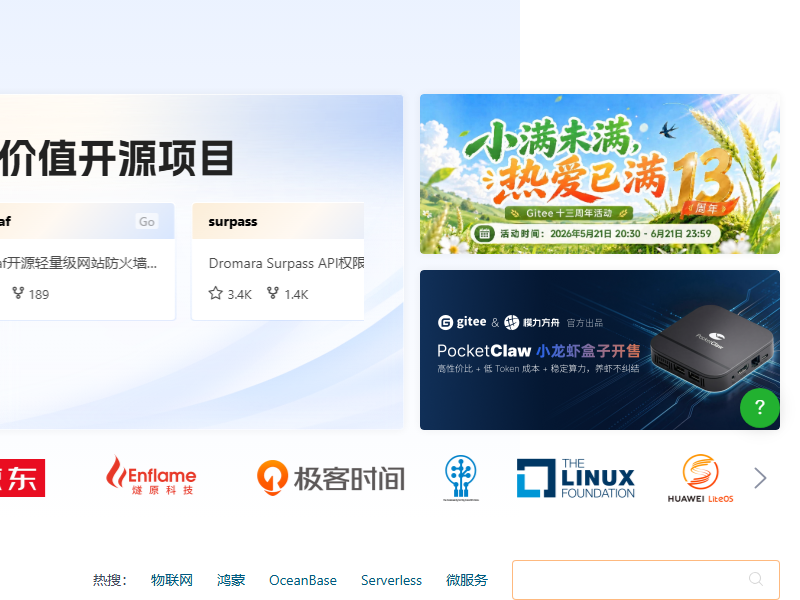 价值开源项目
af
Go
af开源轻量级网站防火墙...
189
surpass
Dromara Surpass API权限
3.4K
1.4K
小满未满,
热爱已满
13
周年
Gitee 十三周年活动
活动时间：2026年5月21日 20:30 - 6月21日 23:59
gitee & 模力方舟 官方出品
PocketClaw 小龙虾盒子开售
高性价比 + 低 Token 成本 + 稳定算力，养虾不纠结
PocketClaw
?
京东
Enflame
燧原科技
极客时间
THE
LINUX
FOUNDATION
HUAWEI LiteOS
热搜：
物联网
鸿蒙
OceanBase
Serverless
微服务